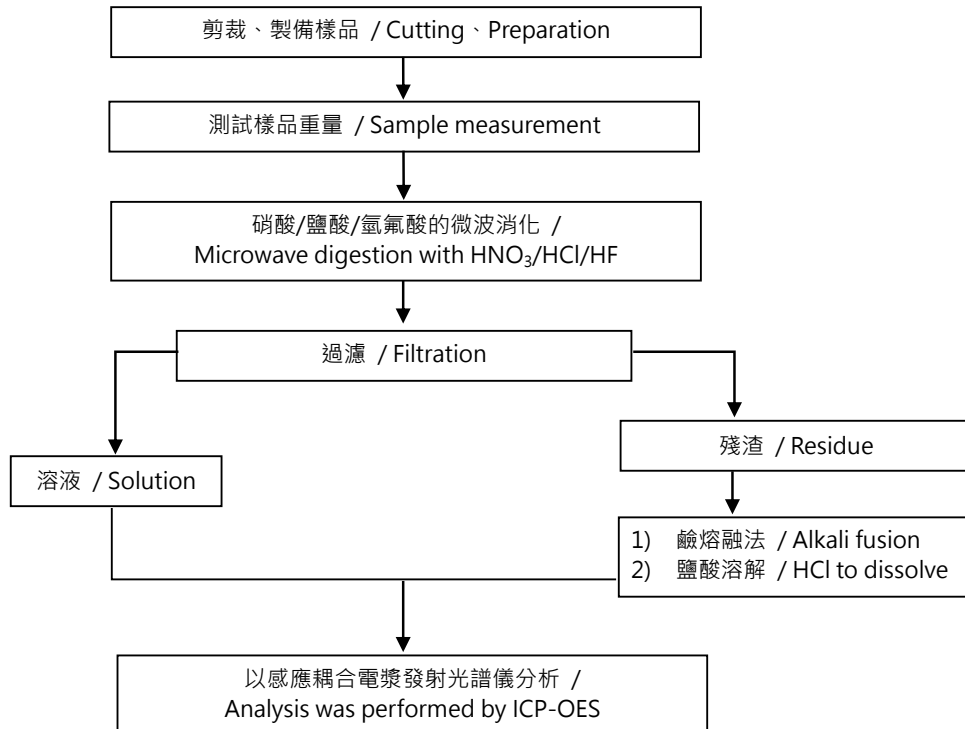 剪裁、製備樣品 / Cutting、Preparation
測試樣品重量 / Sample measurement
硝酸/鹽酸/氫氟酸的微波消化 /
Microwave digestion with HNO₃/HCl/HF
過濾 / Filtration
溶液 / Solution
殘渣 / Residue
1) 鹼熔融法 / Alkali fusion
2) 鹽酸溶解 / HCl to dissolve
以感應耦合電漿發射光譜儀分析 /
Analysis was performed by ICP-OES